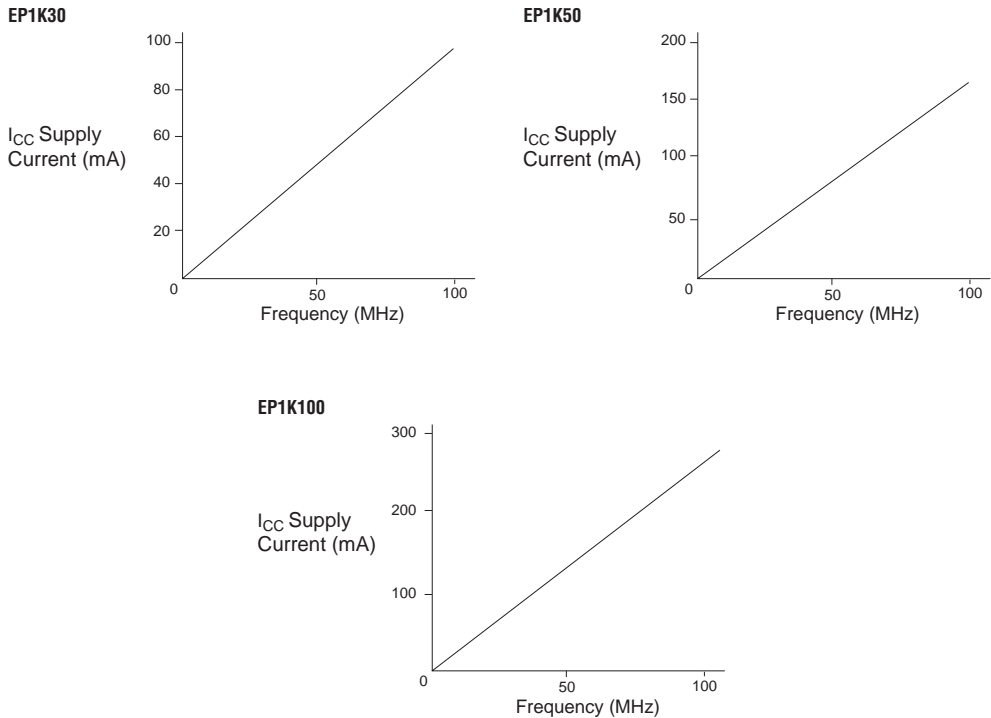 EP1K30
100
80
60
40
20
0
I_CC Supply
Current (mA)
50
100
Frequency (MHz)
EP1K50
200
150
100
50
0
I_CC Supply
Current (mA)
50
100
Frequency (MHz)
EP1K100
300
200
100
0
I_CC Supply
Current (mA)
50
100
Frequency (MHz)